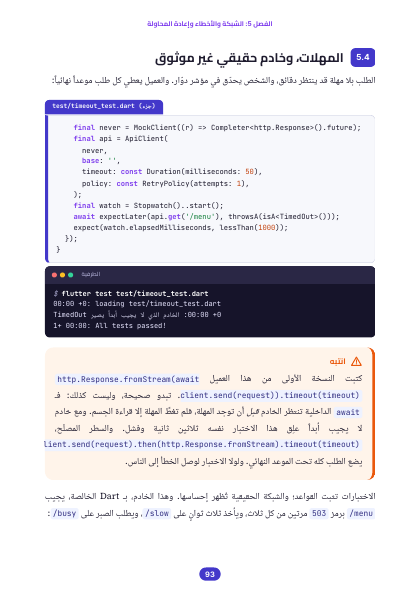 الفصل 5: الشبكة والأخطاء وإعادة المحاولة
5.4 المهلات، وخادم حقيقي غير موثوق
الطلب بلا مهلة قد ينتظر دقائق، والشخص يحدّق في مؤشر دوّار. والعميل يعطي كل طلب موعداً نهائياً:
test/timeout_test.dart (جزء)
final never = MockClient((r) => Completer<http.Response>().future);
final api = ApiClient(
never,
base: '',
timeout: const Duration(milliseconds: 50),
policy: const RetryPolicy(attempts: 1),
);
final watch = Stopwatch()..start();
await expectLater(api.get('/menu'), throwsA(isA<TimedOut>()));
expect(watch.elapsedMilliseconds, lessThan(1000));
});
}
الطرفية
$ flutter test test/timeout_test.dart
00:00 +0: loading test/timeout_test.dart
00:00 +0: الخادم الذي لا يجيب أبداً يصير TimedOut
00:00 +1: All tests passed!
انتبه
كتبت النسخة الأولى من هذا العميل http.Response.fromStream(await
client.send(request)).timeout(timeout). تبدو صحيحة، وليست كذلك: فـ
await الداخلية تنتظر الخادم قبل أن توجد المهلة، فلم تغطِّ المهلة إلا قراءة الجسم. ومع خادم
لا يجيب أبداً علِق هذا الاختبار نفسه ثلاثين ثانية وفشل. والسطر المصلَح،
client.send(request).then(http.Response.fromStream).timeout(timeout)،
يضع الطلب كله تحت الموعد النهائي. ولولا الاختبار لوصل الخطأ إلى الناس.
الاختبارات تثبت القواعد؛ والشبكة الحقيقية تُظهر إحساسها. وهذا الخادم، بـ Dart الخالصة، يجيب
/menu برمز 503 مرتين من كل ثلاث، ويأخذ ثلاث ثوانٍ على /slow، ويطلب الصبر على /busy:
93